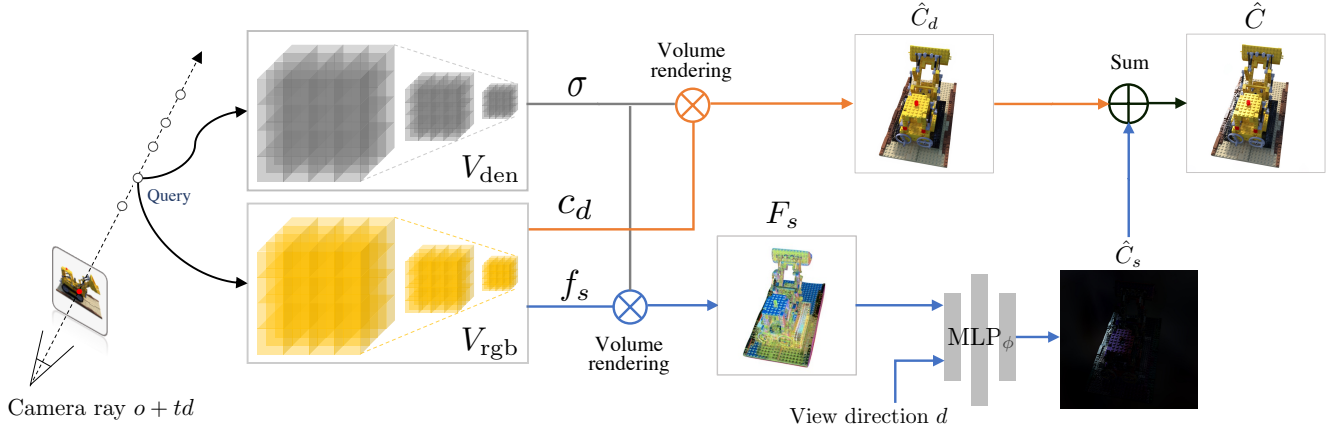 Ĉ_d
Ĉ
Volume
rendering
Sum
σ
V_den
Query
c_d
F_s
Ĉ_s
f_s
V_rgb
Volume
rendering
MLP_ϕ
Camera ray o + td
View direction d